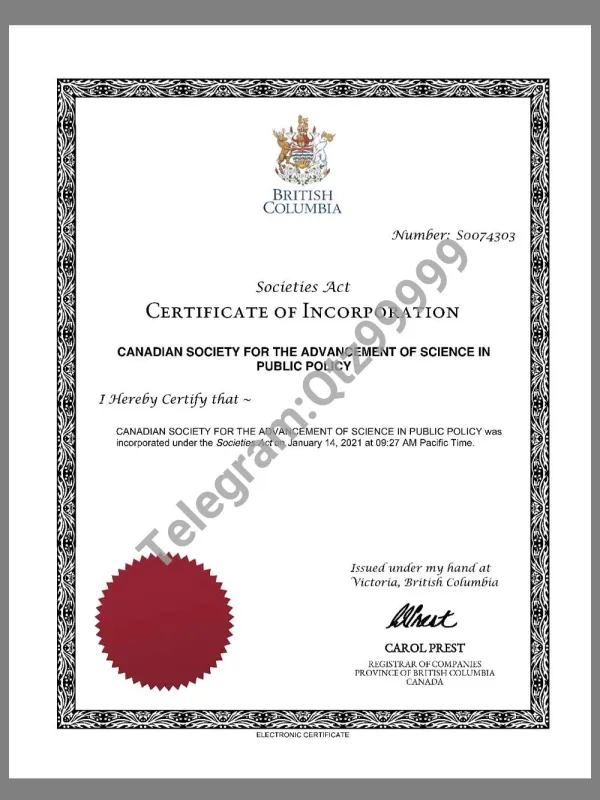 BRITISH
COLUMBIA
Number: S0074303
Societies Act
CERTIFICATE OF INCORPORATION
CANADIAN SOCIETY FOR THE ADVANCEMENT OF SCIENCE IN
PUBLIC POLICY
I Hereby Certify that ~
CANADIAN SOCIETY FOR THE ADVANCEMENT OF SCIENCE IN PUBLIC POLICY was
incorporated under the Societies Act on January 14, 2021 at 09:27 AM Pacific Time.
Telegram:Qtz99999
Issued under my hand at
Victoria, British Columbia
CAROL PREST
REGISTRAR OF COMPANIES
PROVINCE OF BRITISH COLUMBIA
CANADA
ELECTRONIC CERTIFICATE